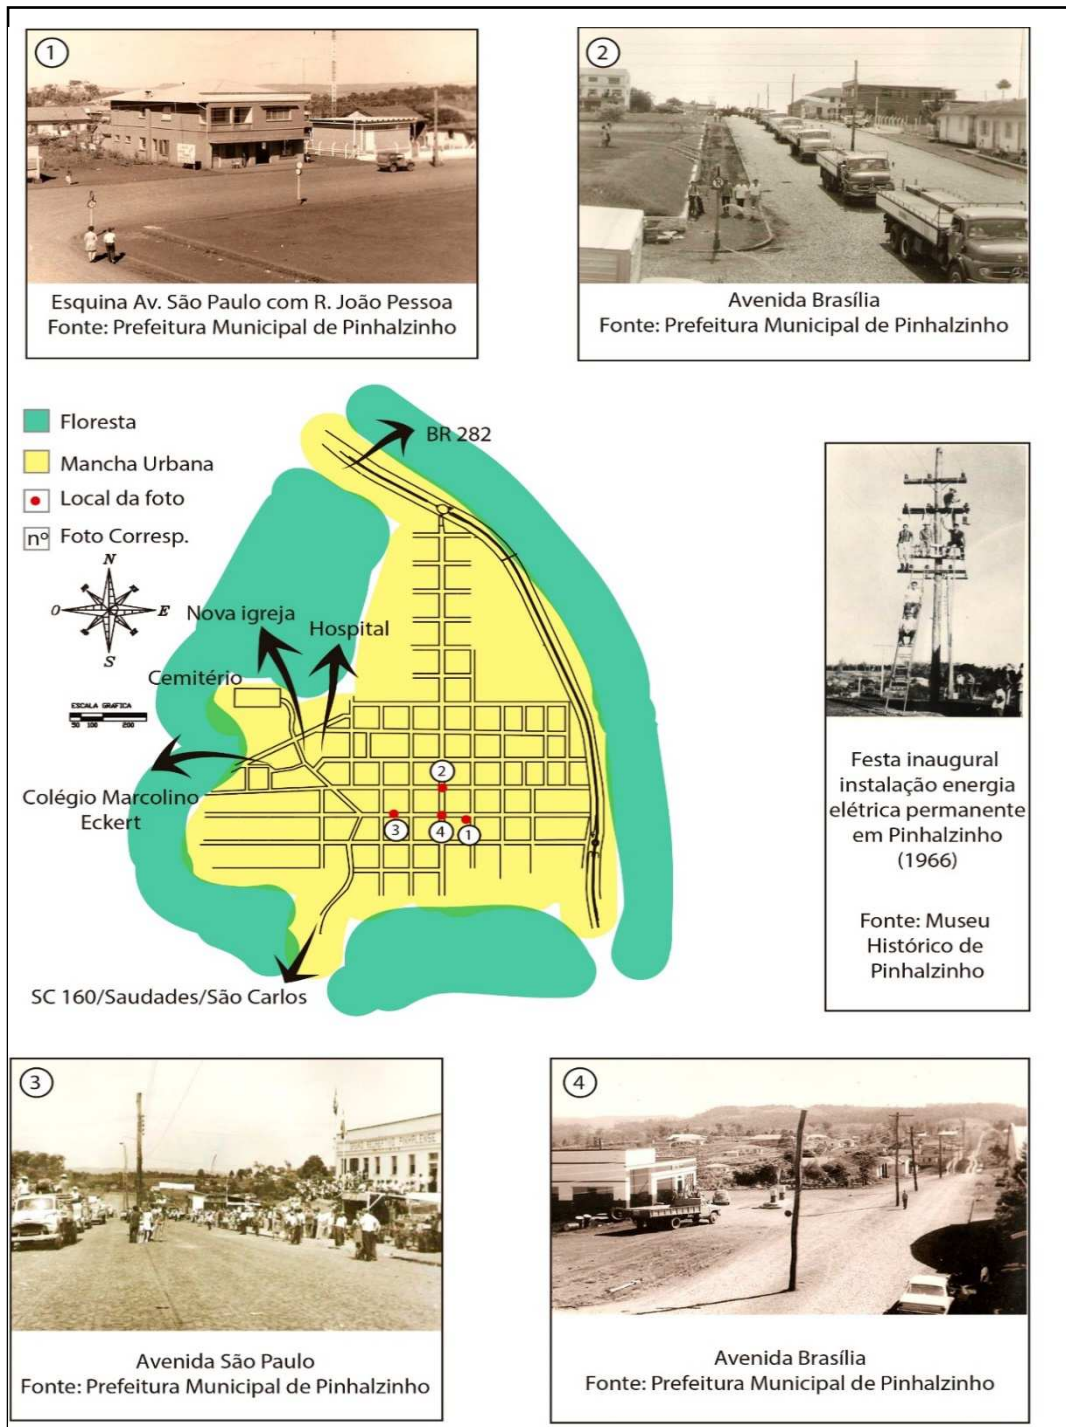 1
Esquina Av. São Paulo com R. João Pessoa
Fonte: Prefeitura Municipal de Pinhalzinho
2
Avenida Brasília
Fonte: Prefeitura Municipal de Pinhalzinho
Floresta
Mancha Urbana
Local da foto
nº Foto Corresp.
N
O
E
S
ESCALA GRAFICA
50 100 200
BR 282
Nova igreja
Hospital
Cemitério
Colégio Marcolino
Eckert
2
3
4
1
SC 160/Saudades/São Carlos
Festa inaugural
instalação energia
elétrica permanente
em Pinhalzinho
(1966)
Fonte: Museu
Histórico de
Pinhalzinho
3
Avenida São Paulo
Fonte: Prefeitura Municipal de Pinhalzinho
4
Avenida Brasília
Fonte: Prefeitura Municipal de Pinhalzinho